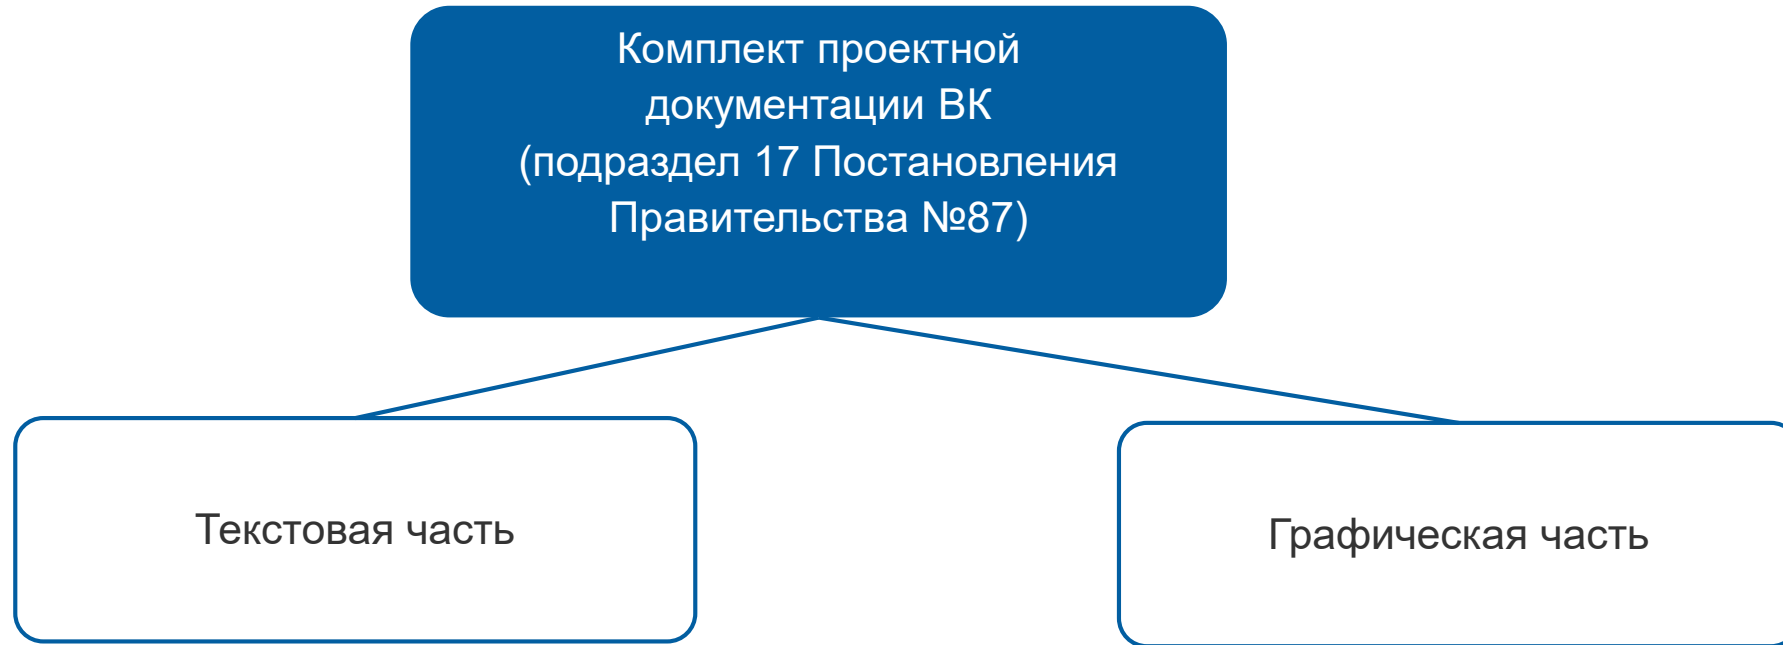 Комплект проектной
документации ВК
(подраздел 17 Постановления
Правительства №87)
Текстовая часть
Графическая часть